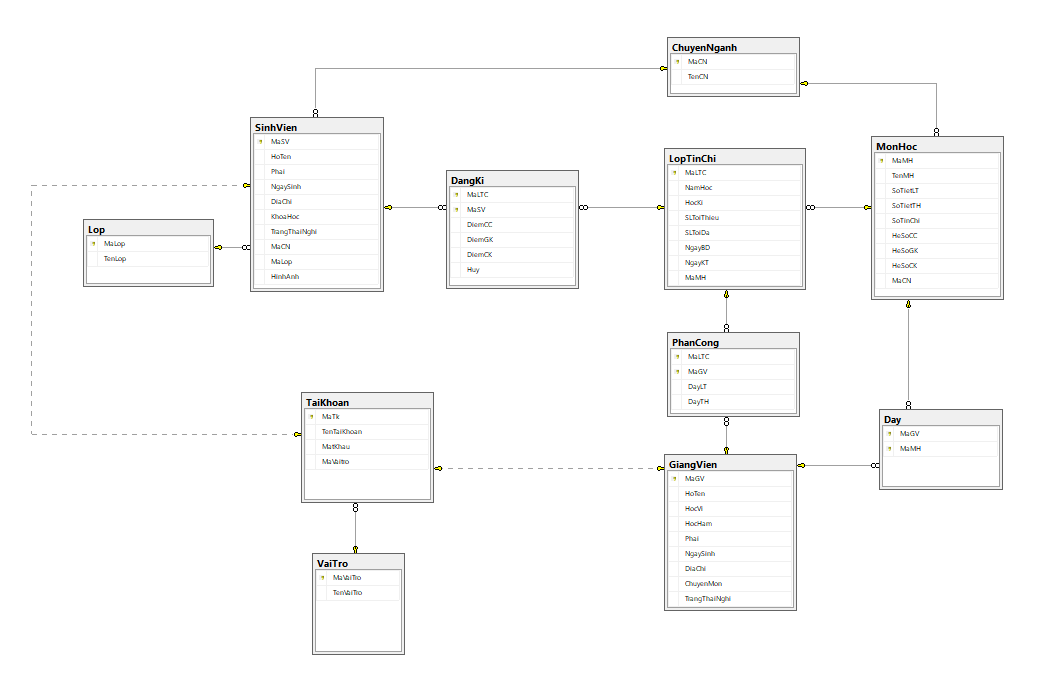 ChuyenNganh
MaCN
TenCN
SinhVien
MaSV
HoTen
Phai
NgaySinh
DiaChi
KhoaHoc
TrangThaiNghi
MaCN
MaLop
HinhAnh
MonHoc
MaMH
TenMH
SoTietLT
SoTietTH
SoTinChi
HeSoCC
HeSoGK
HeSoCK
MaCN
LopTinChi
MaLTC
NamHoc
HocKi
SLToiThieu
SLToiDa
NgayBD
NgayKT
MaMH
DangKi
MaLTC
MaSV
DiemCC
DiemGK
DiemCK
Huy
Lop
MaLop
TenLop
PhanCong
MaLTC
MaGV
DayLT
DayTH
TaiKhoan
MaTk
TenTaiKhoan
MatKhau
MaVaitro
Day
MaGV
MaMH
GiangVien
MaGV
HoTen
HocVi
HocHam
Phai
NgaySinh
DiaChi
ChuyenMon
TrangThaiNghi
VaiTro
MaVaiTro
TenVaiTro